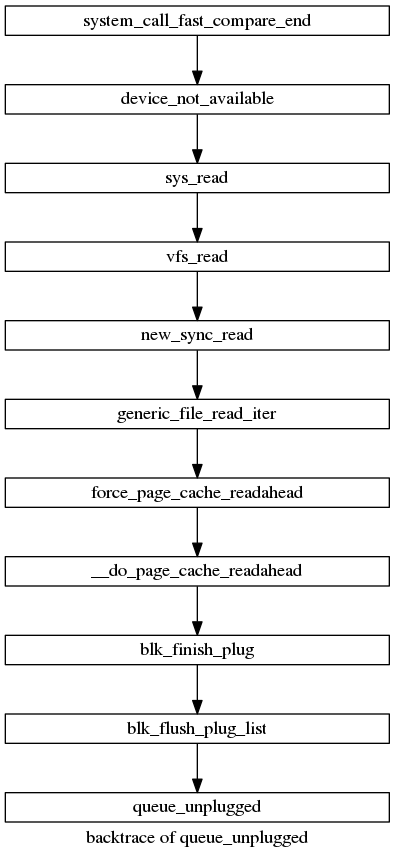 system_call_fast_compare_end
device_not_available
sys_read
vfs_read
new_sync_read
generic_file_read_iter
force_page_cache_readahead
__do_page_cache_readahead
blk_finish_plug
blk_flush_plug_list
queue_unplugged
backtrace of queue_unplugged